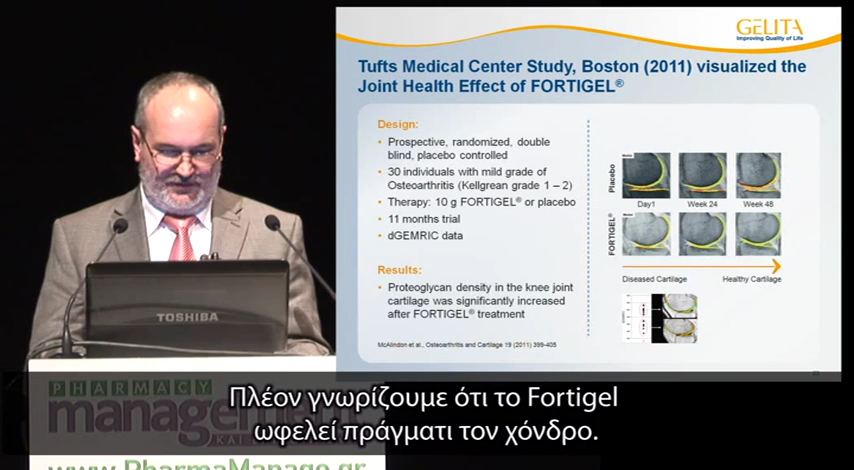 GELITA
Improving Quality of Life
Tufts Medical Center Study, Boston (2011) visualized the
Joint Health Effect of FORTIGEL®
Design:
• Prospective, randomized, double
blind, placebo controlled
• 30 individuals with mild grade of
Osteoarthritis (Kellgren grade 1 – 2)
• Therapy: 10 g FORTIGEL® or placebo
• 11 months trial
• dGEMRIC data
Results:
• Proteoglycan density in the knee joint
cartilage was significantly increased
after FORTIGEL® treatment
McAlindon et al., Osteoarthritis and Cartilage 19 (2011) 399-405
Placebo
Day1 Week 24 Week 48
FORTIGEL®
Diseased Cartilage Healthy Cartilage
TOSHIBA
PHARMACY
management
ΚΑΙ
www.PharmaManage.gr
Πλέον γνωρίζουμε ότι το Fortigel
ωφελεί πράγματι τον χόνδρο.